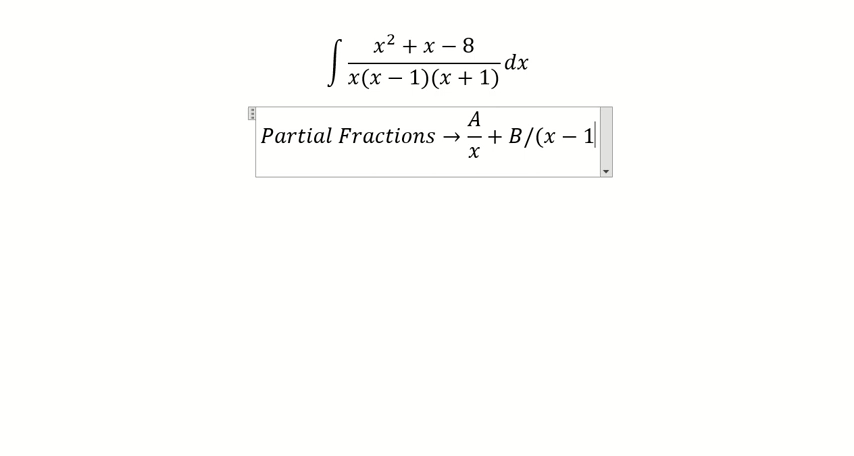 ∫ (x² + x − 8)/(x(x − 1)(x + 1)) dx
Partial Fractions → A/x + B/(x − 1